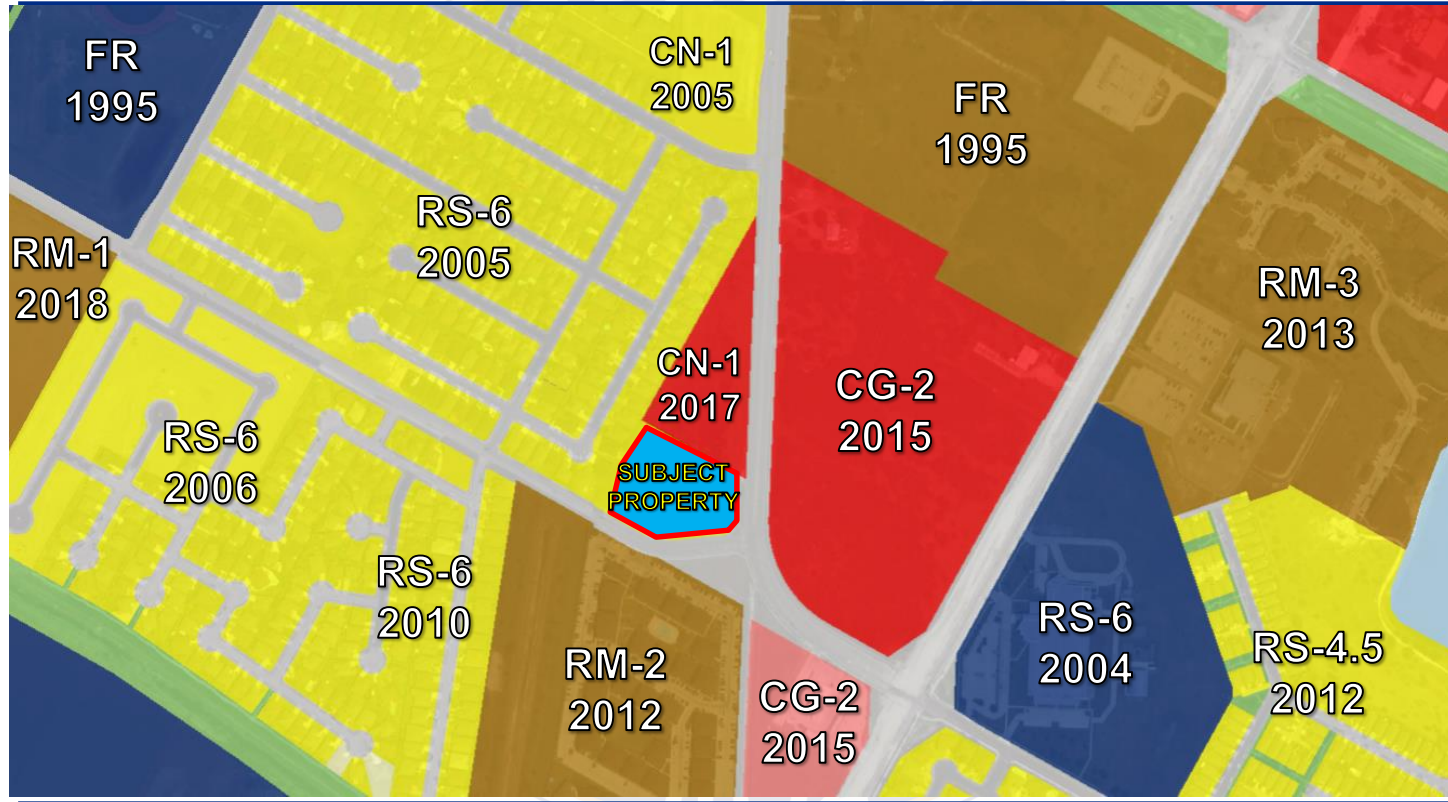 FR
1995
CN-1
2005
FR
1995
RS-6
2005
RM-1
2018
RM-3
2013
CN-1
2017
CG-2
2015
RS-6
2006
SUBJECT
PROPERTY
RS-6
2010
RM-2
2012
CG-2
2015
RS-6
2004
RS-4.5
2012